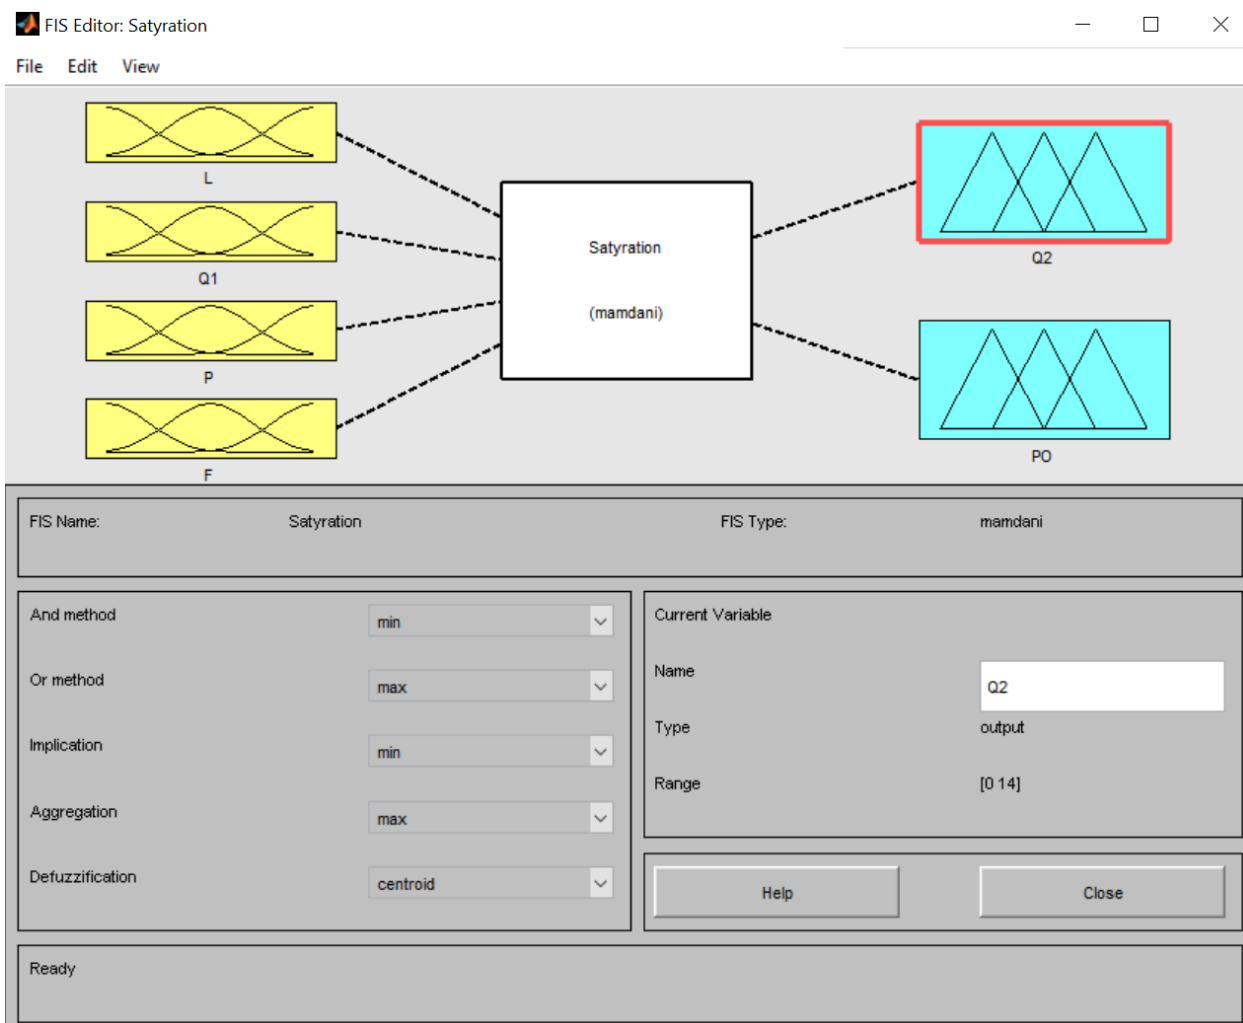 FIS Editor: Satyration
File Edit View
L
Q1
P
F
Satyration
(mamdani)
Q2
PO
FIS Name: Satyration FIS Type: mamdani
And method min
Or method max
Implication min
Aggregation max
Defuzzification centroid
Current Variable
Name Q2
Type output
Range [0 14]
Help Close
Ready